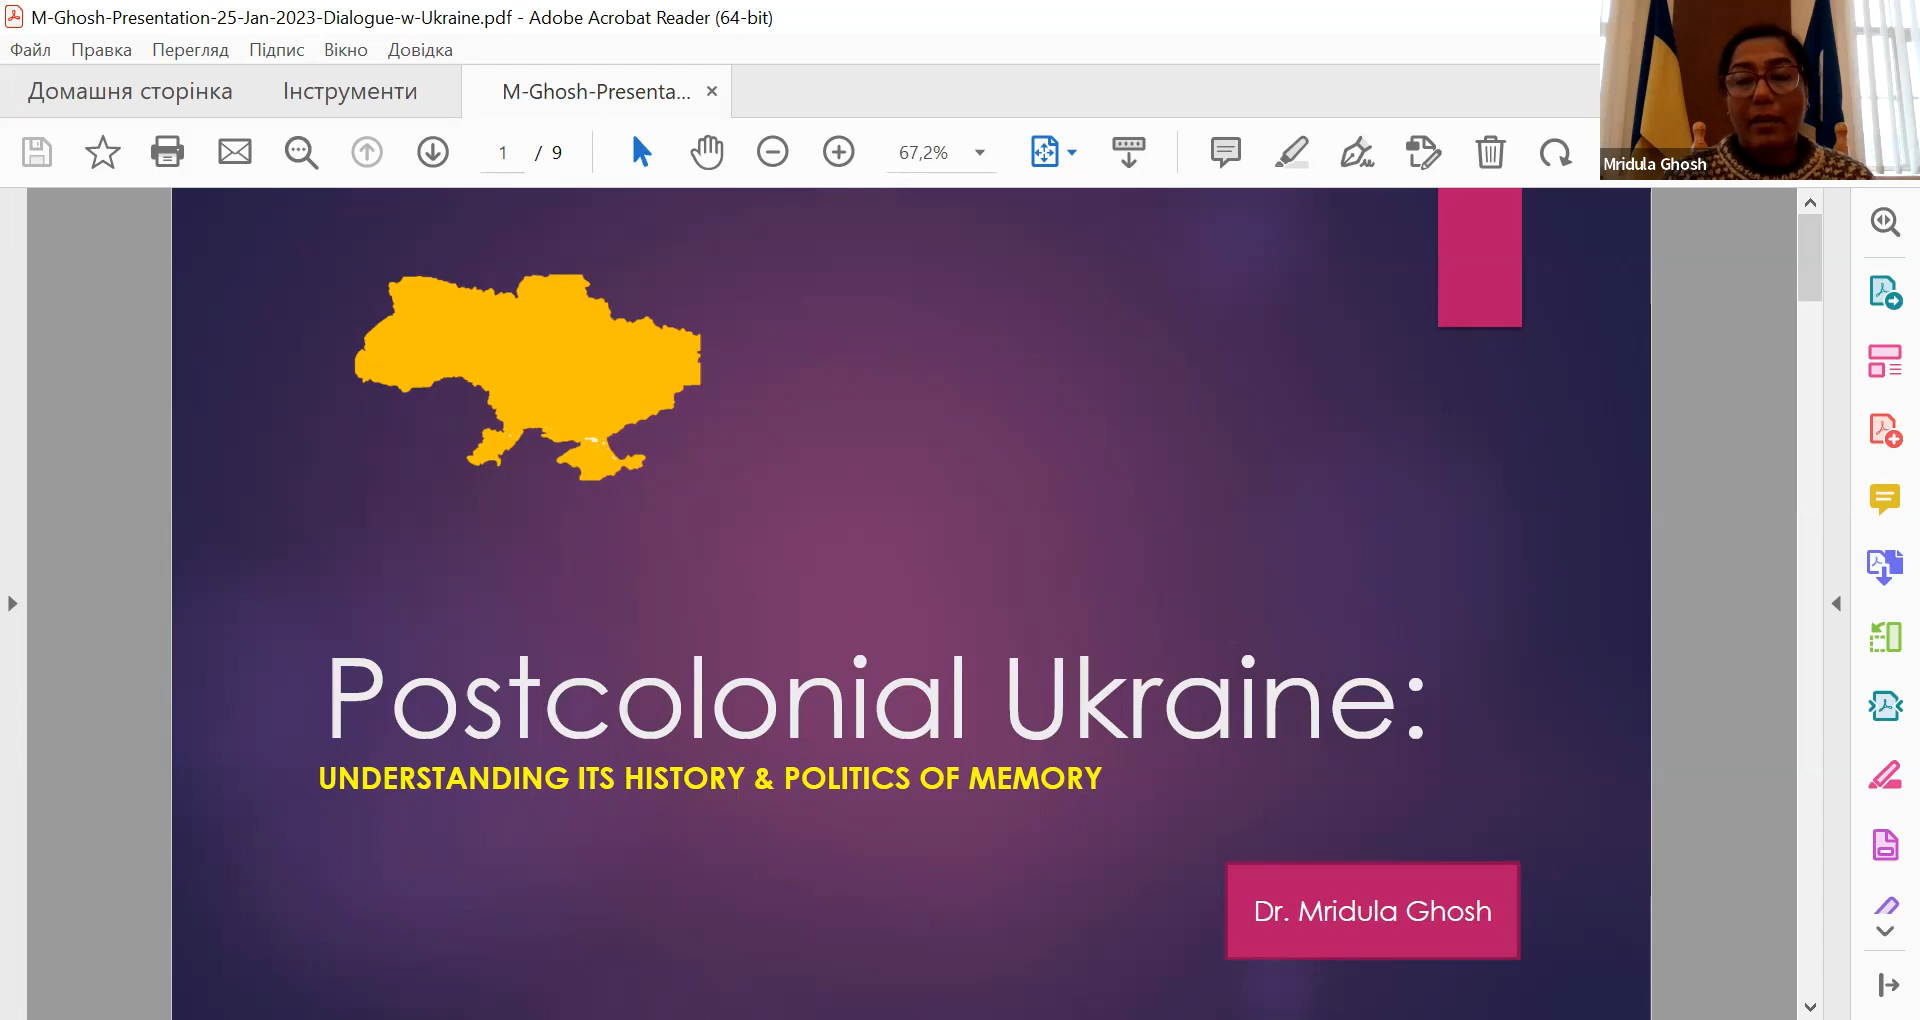 M-Ghosh-Presentation-25-Jan-2023-Dialogue-w-Ukraine.pdf - Adobe Acrobat Reader (64-bit)
Файл Правка Перегляд Підпис Вікно Довідка
Домашня сторінка Інструменти M-Ghosh-Presenta...
1 / 9 67,2%
Mridula Ghosh
Postcolonial Ukraine:
UNDERSTANDING ITS HISTORY & POLITICS OF MEMORY
Dr. Mridula Ghosh